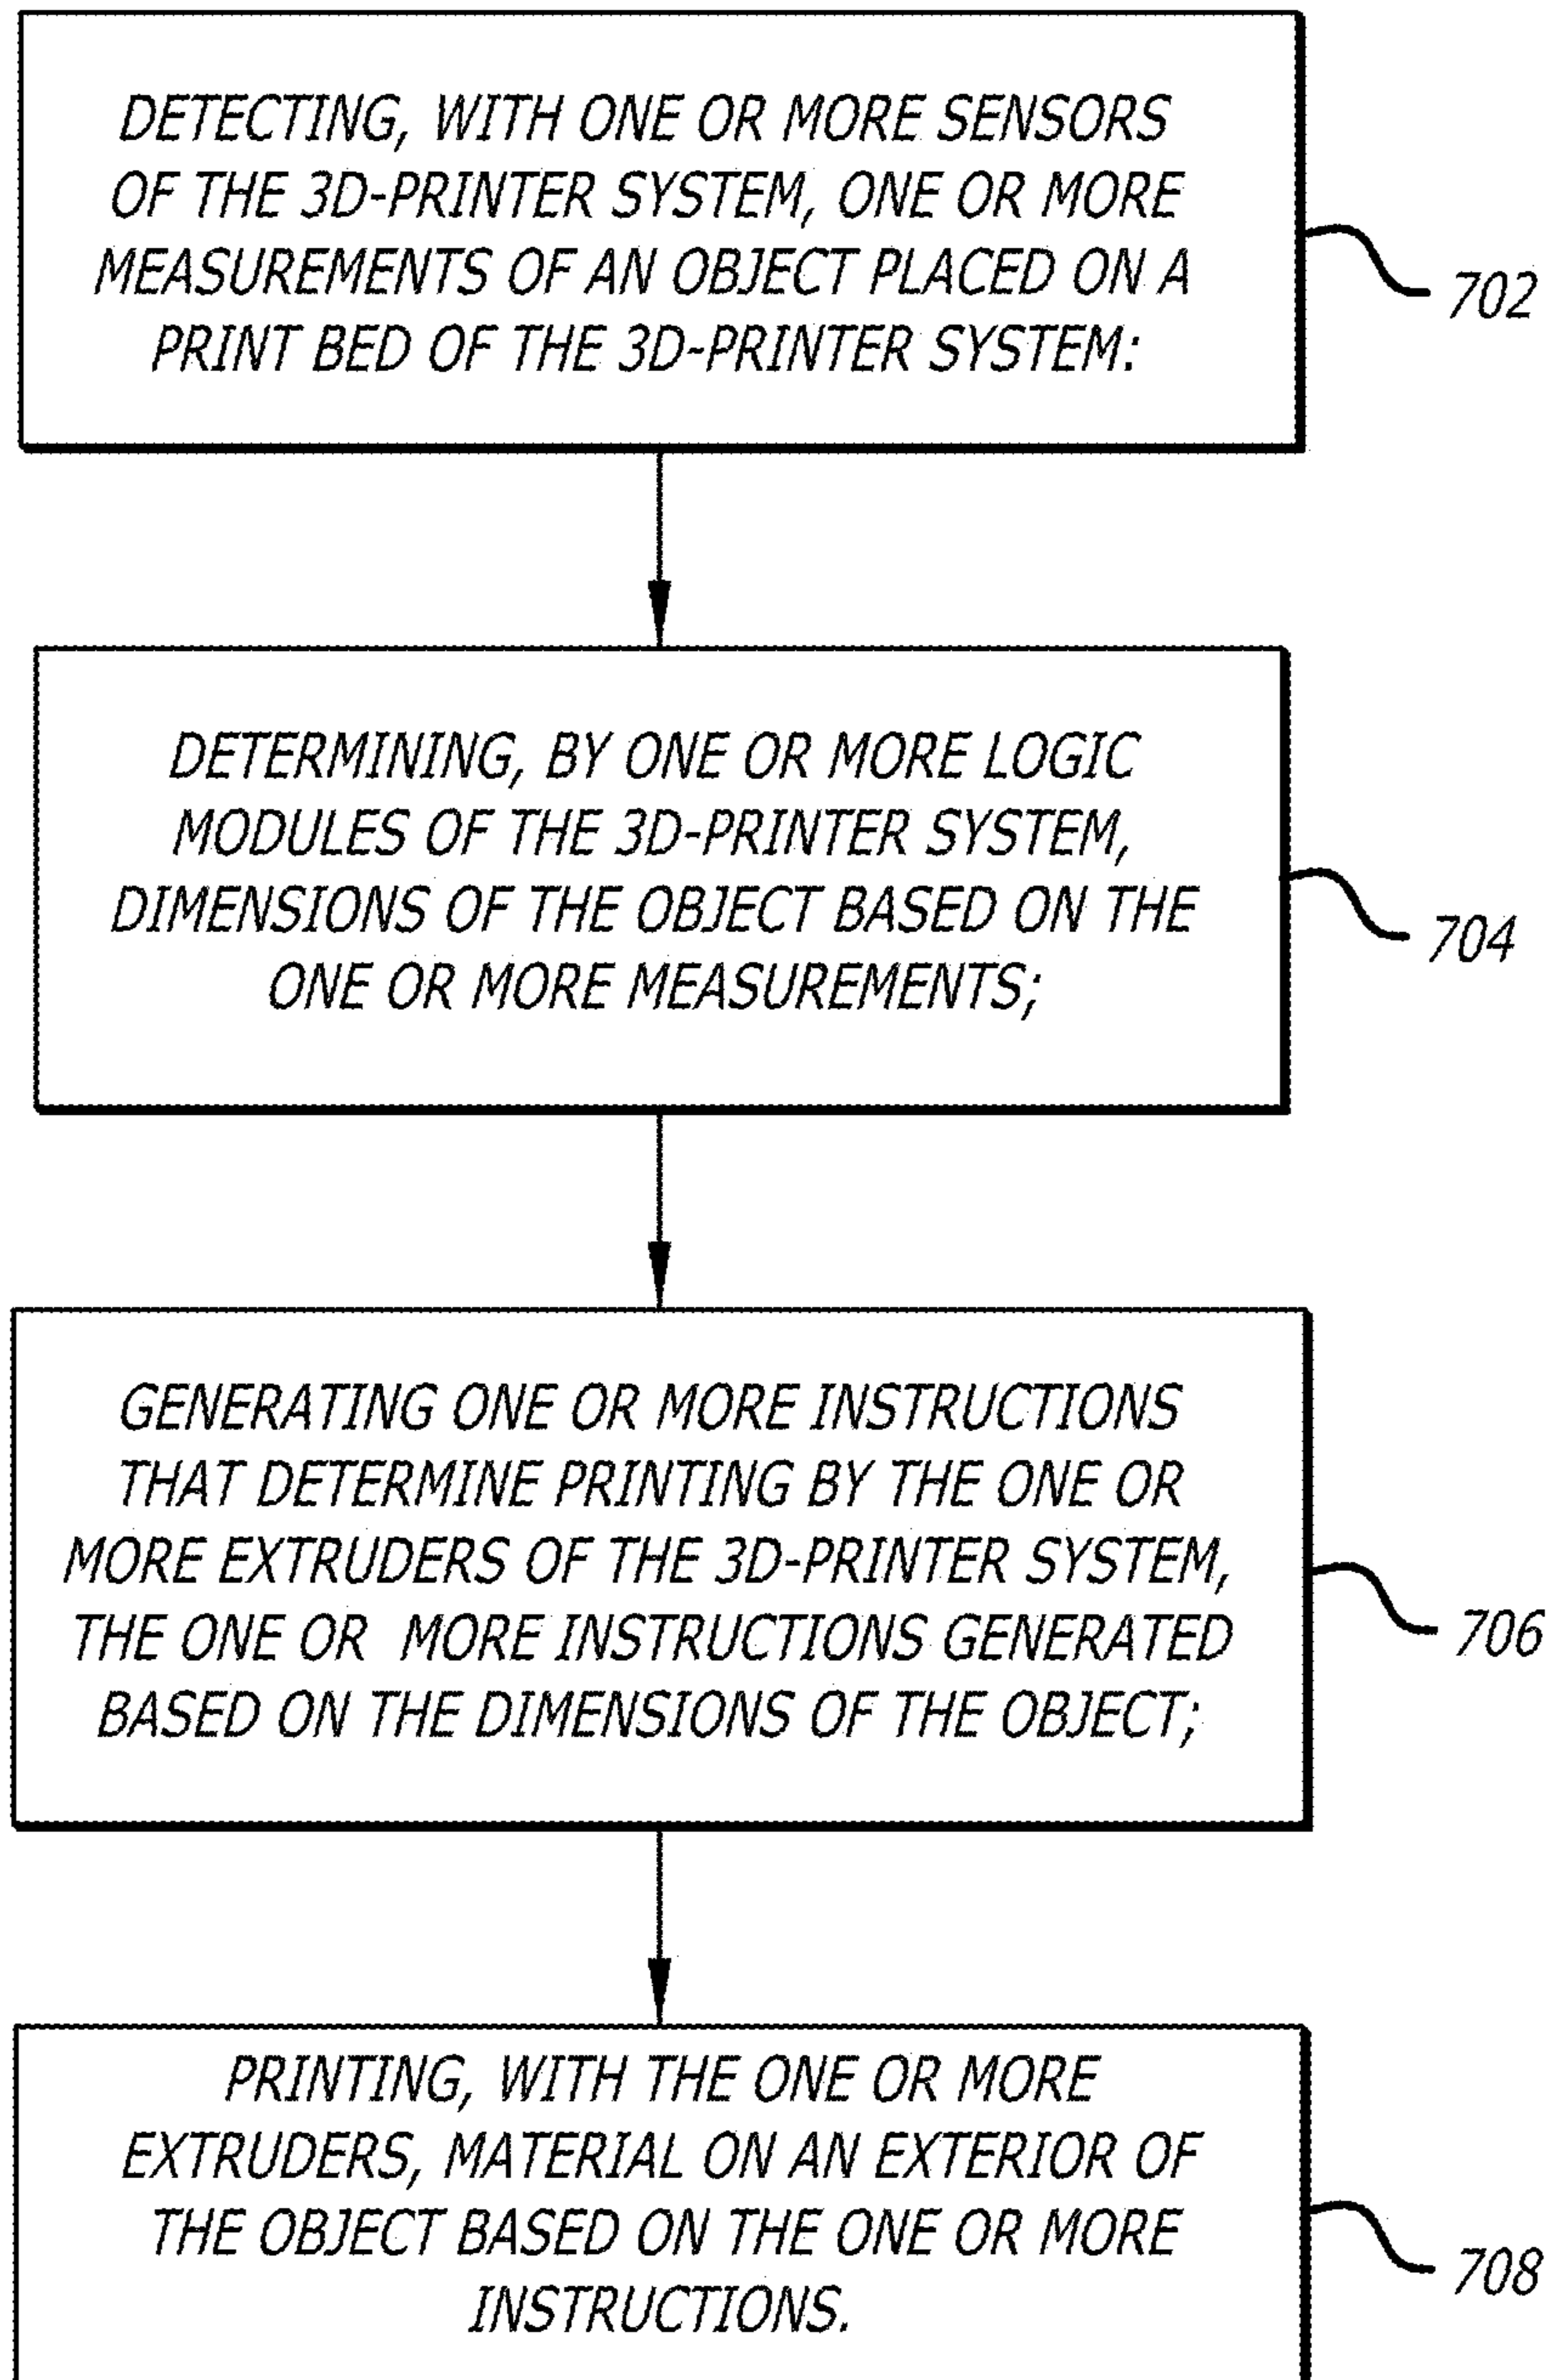 DETECTING, WITH ONE OR MORE SENSORS
OF THE 3D-PRINTER SYSTEM, ONE OR MORE
MEASUREMENTS OF AN OBJECT PLACED ON A
PRINT BED OF THE 3D-PRINTER SYSTEM:
702
DETERMINING, BY ONE OR MORE LOGIC
MODULES OF THE 3D-PRINTER SYSTEM,
DIMENSIONS OF THE OBJECT BASED ON THE
ONE OR MORE MEASUREMENTS;
704
GENERATING ONE OR MORE INSTRUCTIONS
THAT DETERMINE PRINTING BY THE ONE OR
MORE EXTRUDERS OF THE 3D-PRINTER SYSTEM,
THE ONE OR MORE INSTRUCTIONS GENERATED
BASED ON THE DIMENSIONS OF THE OBJECT;
706
PRINTING, WITH THE ONE OR MORE
EXTRUDERS, MATERIAL ON AN EXTERIOR OF
THE OBJECT BASED ON THE ONE OR MORE
INSTRUCTIONS.
708